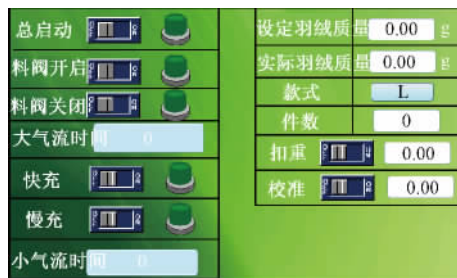 总启动
料阀开启
料阀关闭
大气流时间 0
快充
慢充
小气流时间 0
设定羽绒质量 0.00 g
实际羽绒质量 0.00 g
款式 L
件数 0
扣重 0.00
校准 0.00